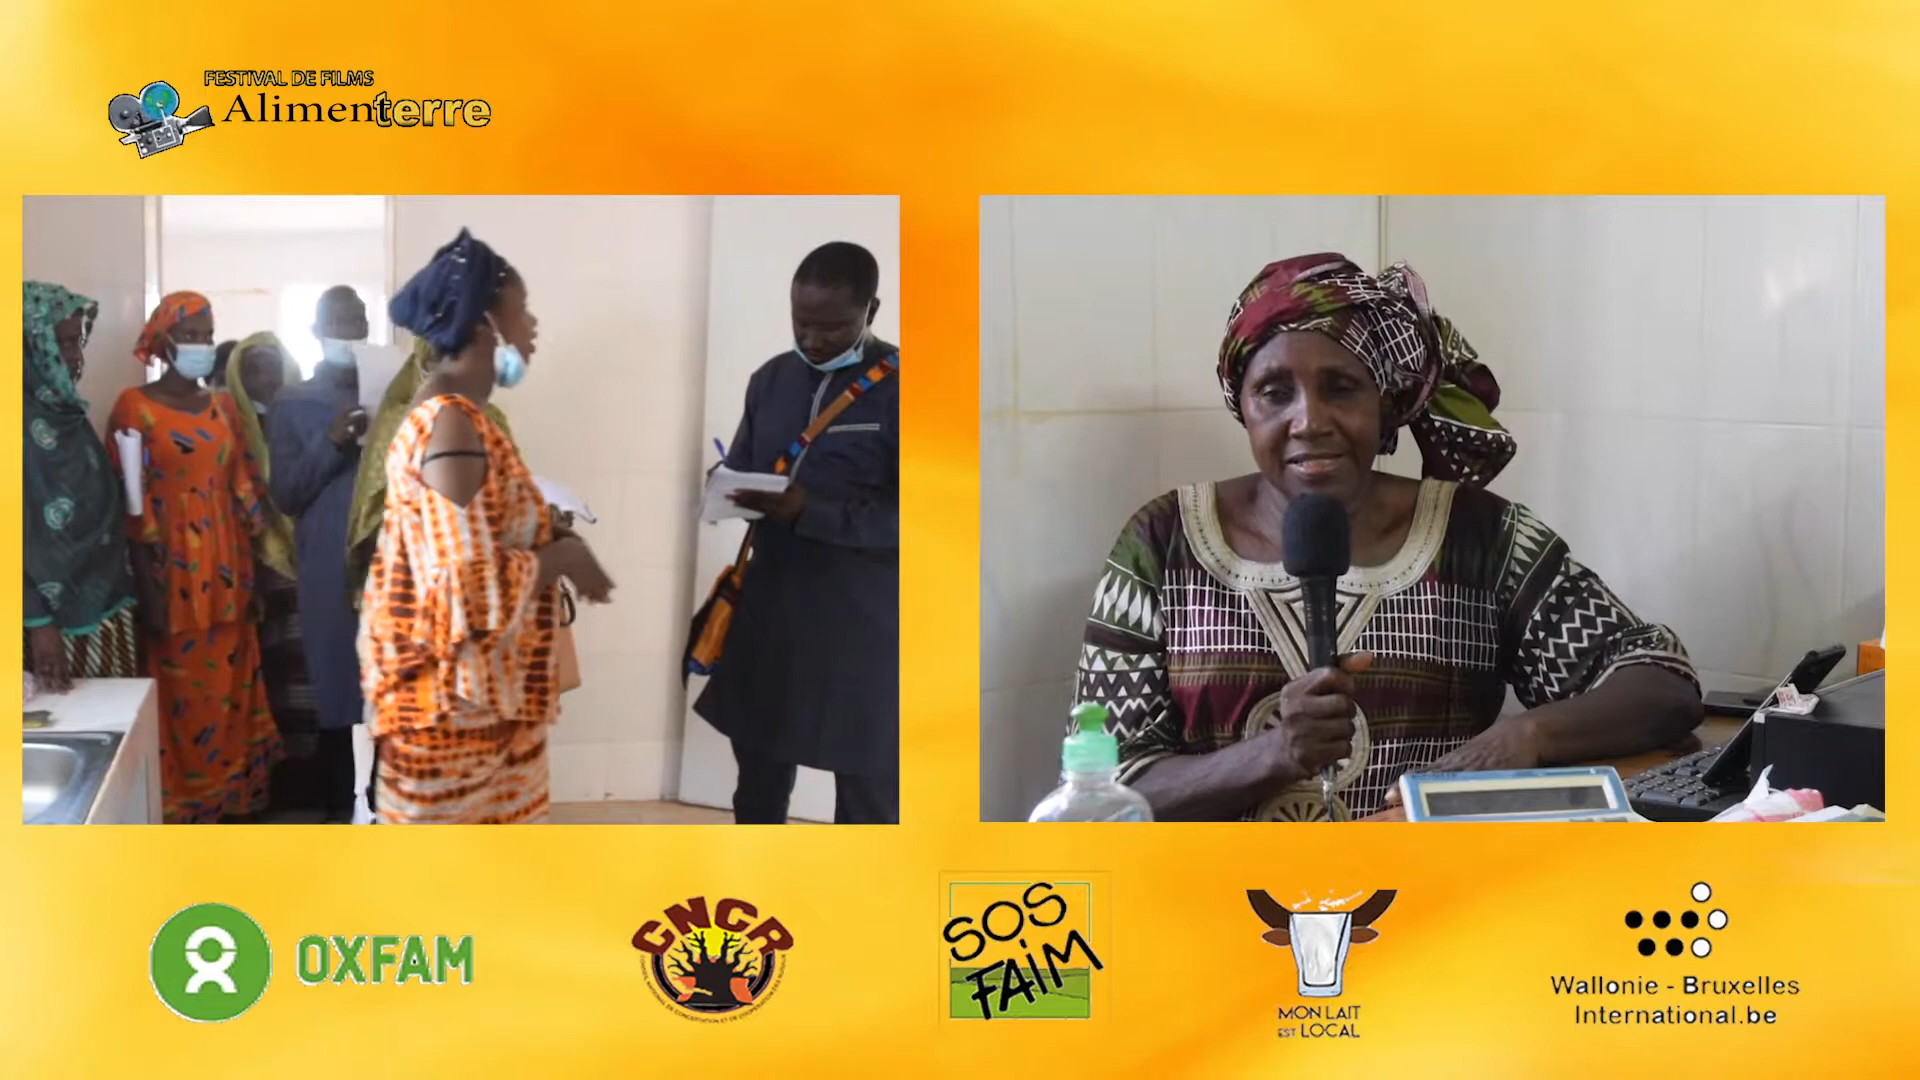 FESTIVAL DE FILMS
Alimenterre
OXFAM
CNCR
SOS
FAIM
MON LAIT
EST LOCAL
Wallonie - Bruxelles
International.be